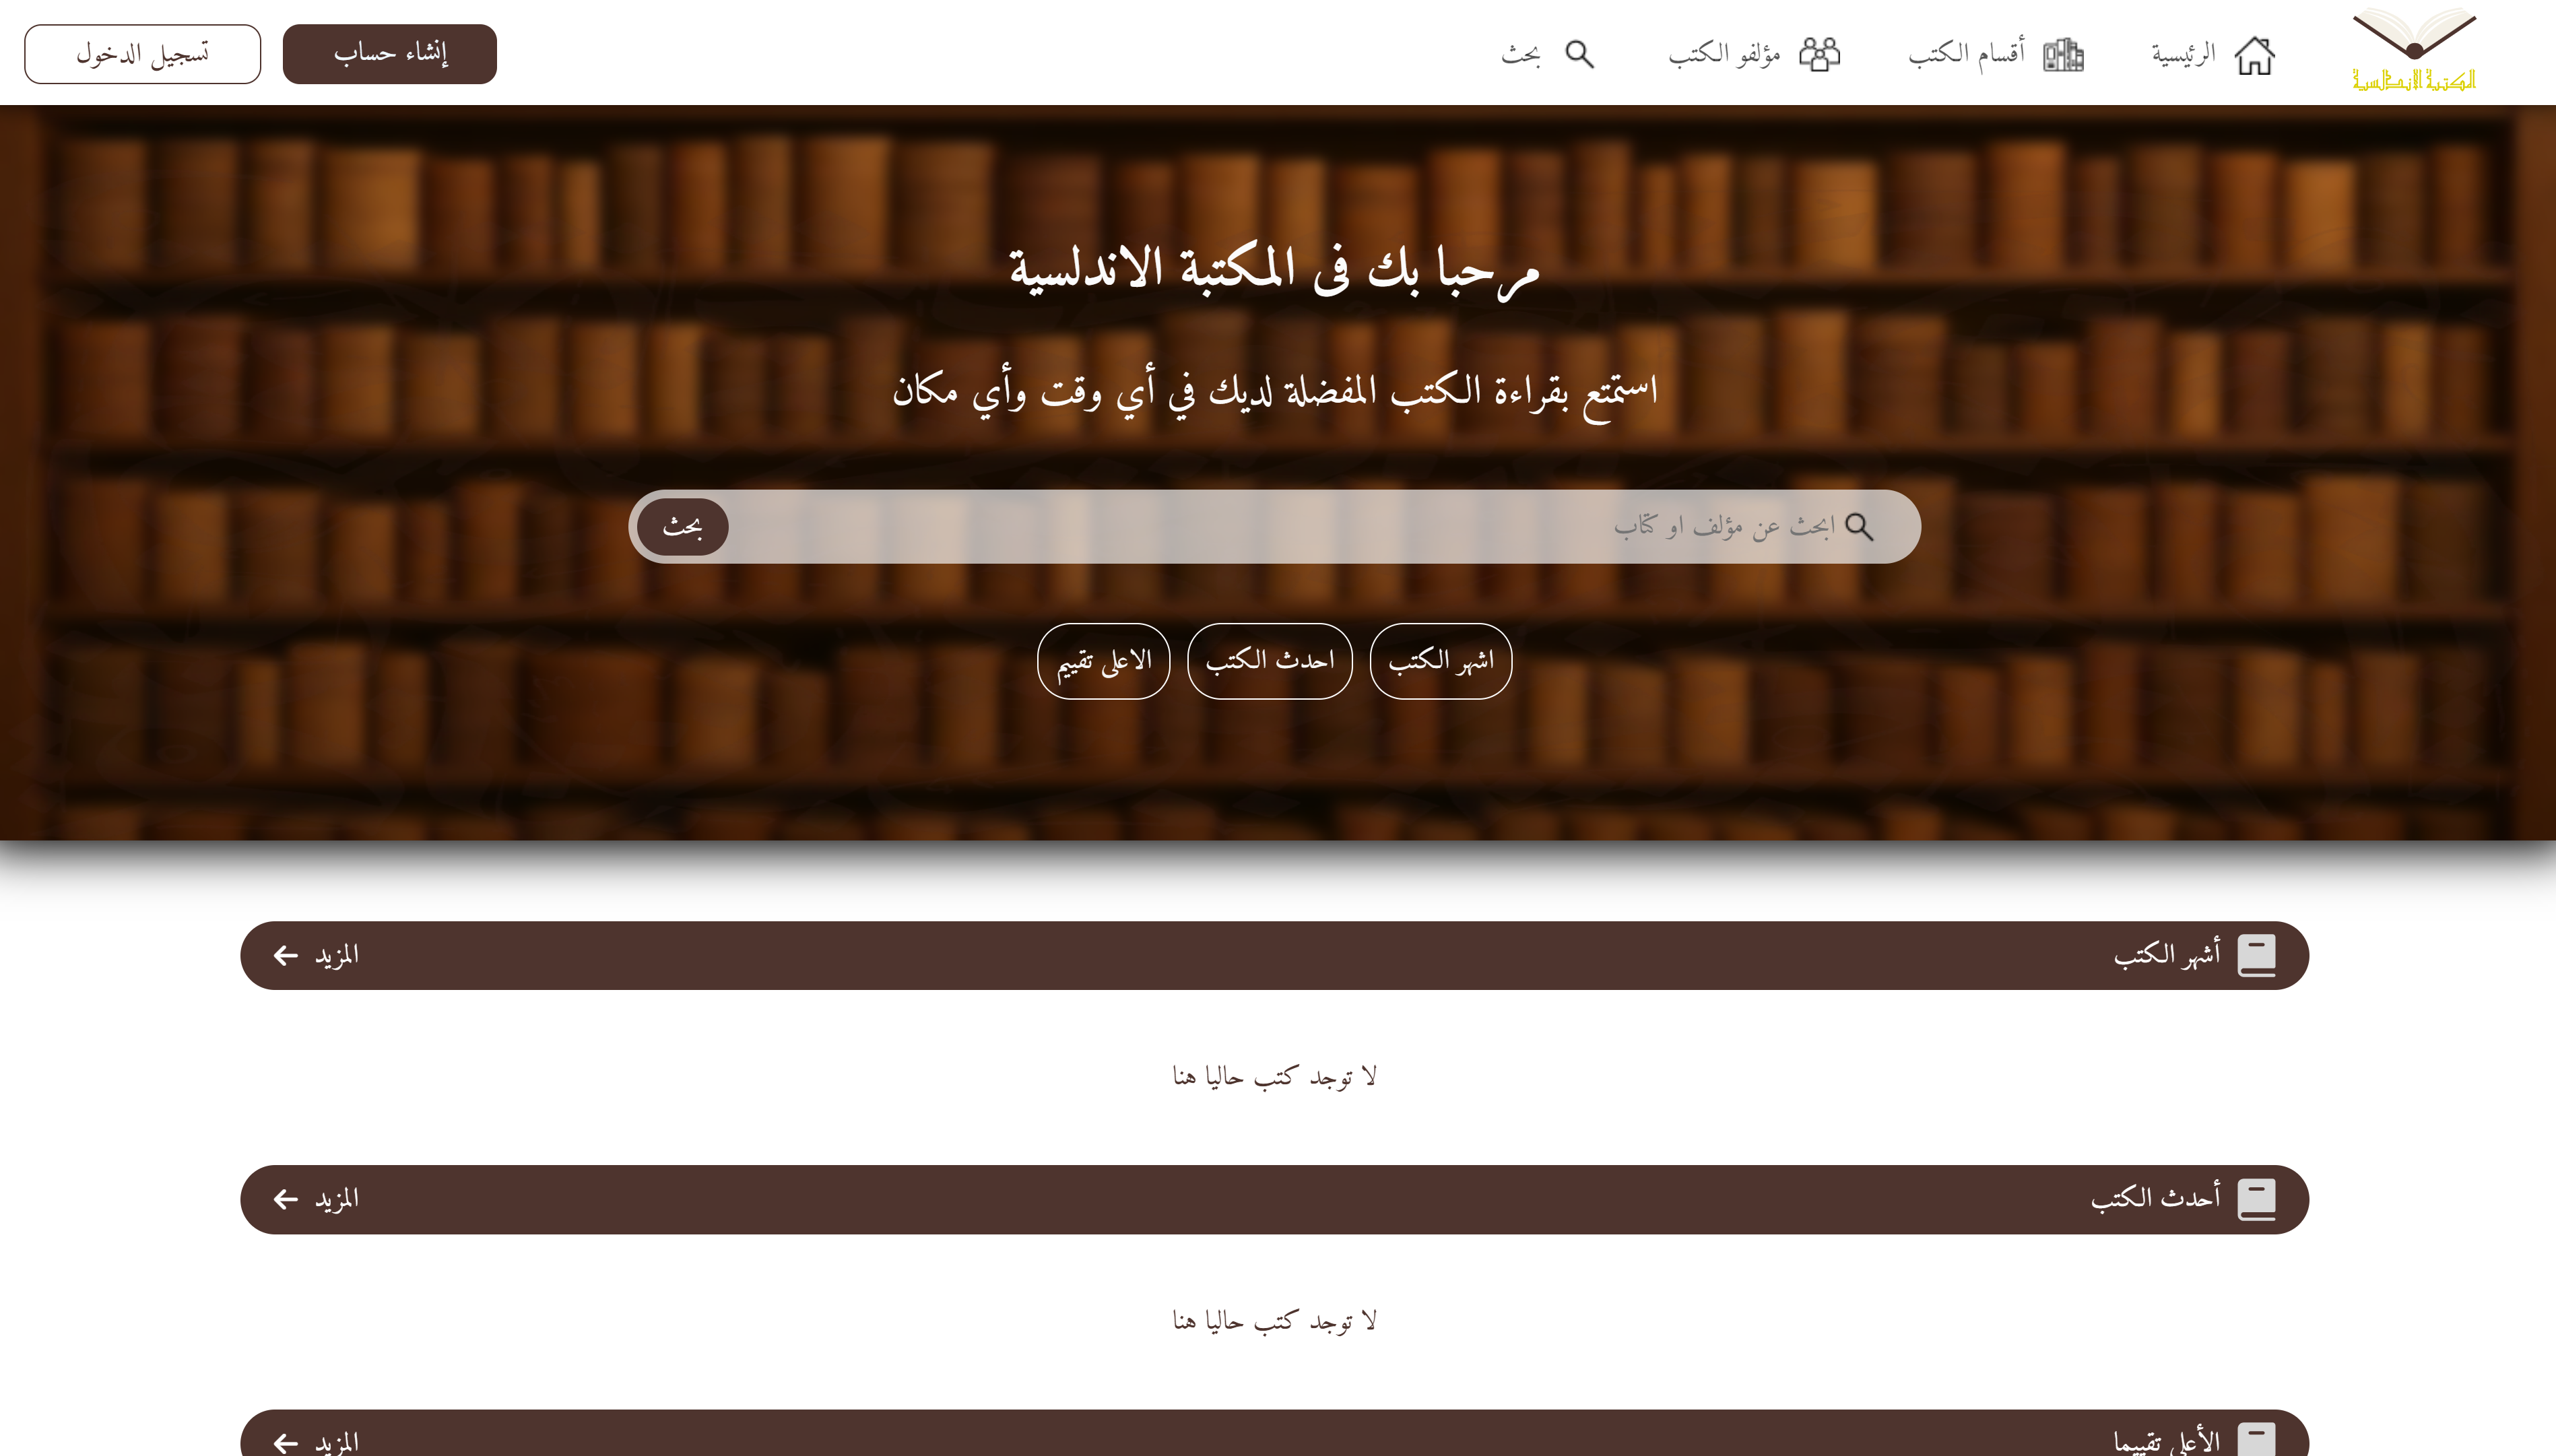 المكتبة الاندلسية
الرئيسية
أقسام الكتب
مؤلفو الكتب
بحث
إنشاء حساب
تسجيل الدخول
مرحبا بك فى المكتبة الاندلسية
استمتع بقراءة الكتب المفضلة لديك في أي وقت وأي مكان
ابحث عن مؤلف او كتاب
بحث
اشهر الكتب
احدث الكتب
الاعلى تقييم
أشهر الكتب
المزيد
لا توجد كتب حاليا هنا
أحدث الكتب
المزيد
لا توجد كتب حاليا هنا
الأعلى تقييما
المزيد